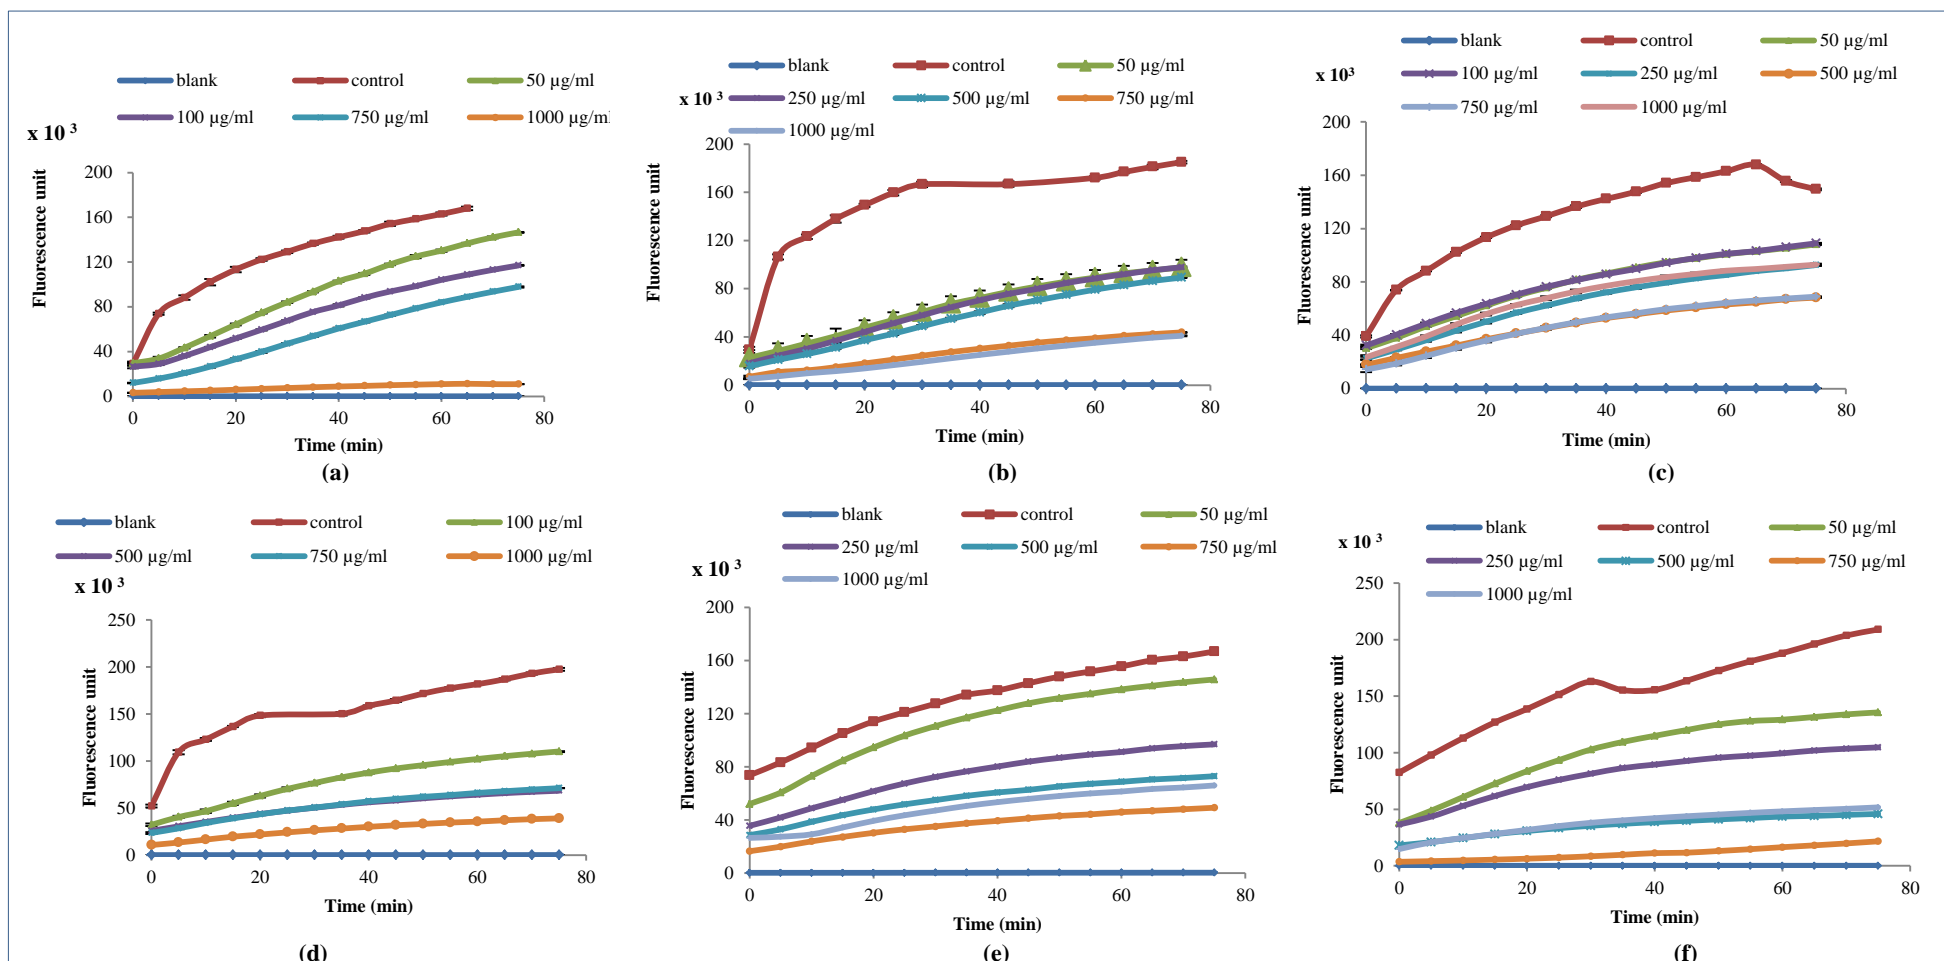 blank control 50 µg/ml
100 µg/ml 750 µg/ml 1000 µg/ml
x 10 3
Fluorescence unit
200
160
120
80
40
0
0 20 40 60 80
Time (min)
(a)
blank control 50 µg/ml
x 10 3 250 µg/ml 500 µg/ml 750 µg/ml
1000 µg/ml
Fluorescence unit
200
160
120
80
40
0
0 20 40 60 80
Time (min)
(b)
blank control 50 µg/ml
x 10³ 100 µg/ml 250 µg/ml 500 µg/ml
750 µg/ml 1000 µg/ml
Fluorescence unit
200
160
120
80
40
0
0 20 40 60 80
Time (min)
(c)
blank control 100 µg/ml
500 µg/ml 750 µg/ml 1000 µg/ml
x 10 3
Fluorescence unit
250
200
150
100
50
0
0 20 40 60 80
Time (min)
(d)
blank control 50 µg/ml
250 µg/ml 500 µg/ml 750 µg/ml
x 10 3 1000 µg/ml
Fluorescence unit
200
160
120
80
40
0
0 20 40 60 80
Time (min)
(e)
blank control 50 µg/ml
x 10 3 250 µg/ml 500 µg/ml 750 µg/ml
1000 µg/ml
Fluorescence unit
250
200
150
100
50
0
0 20 40 60 80
Time (min)
(f)